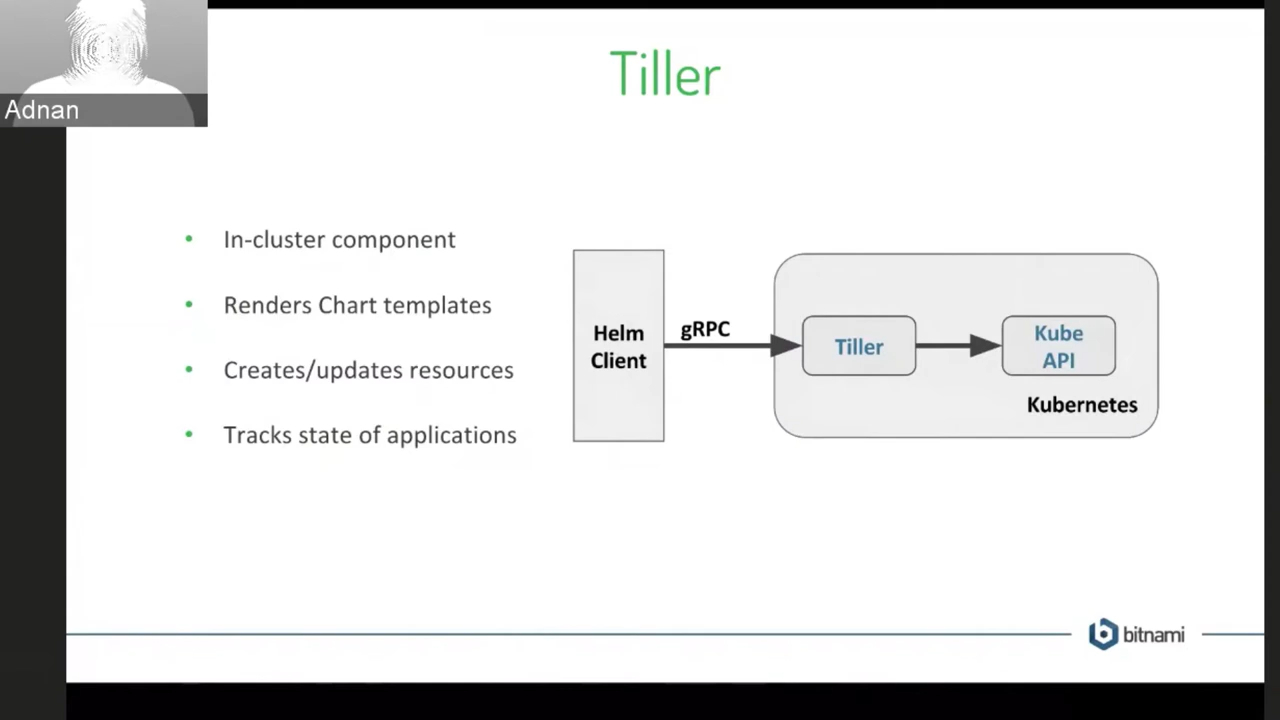 Adnan
Tiller
• In-cluster component
• Renders Chart templates
• Creates/updates resources
• Tracks state of applications
Helm
Client
gRPC
Tiller
Kube
API
Kubernetes
bitnami